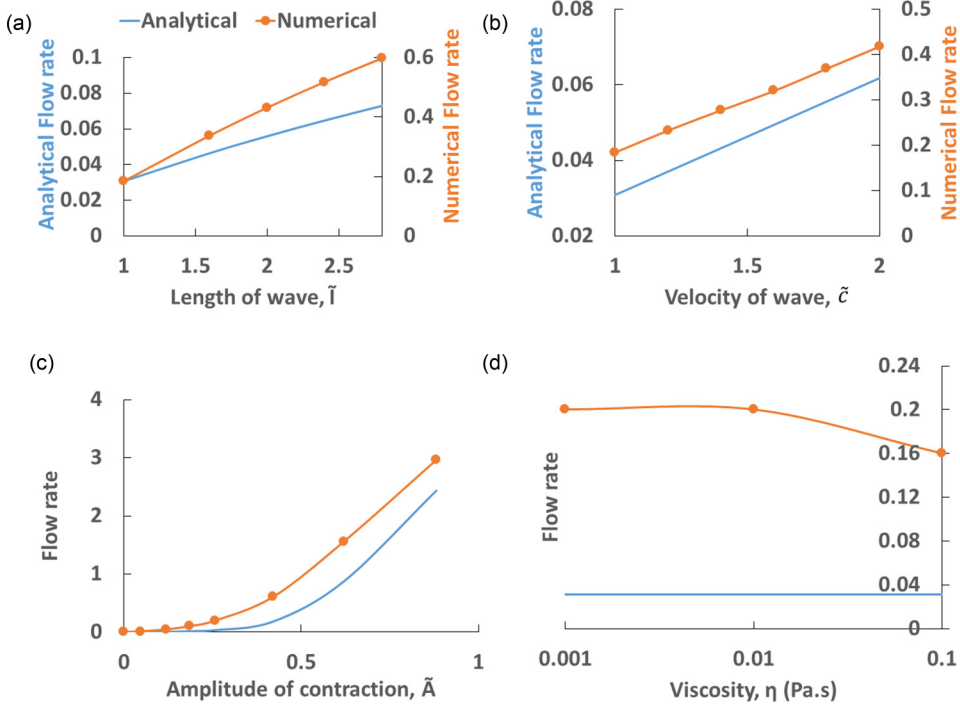 (a)
Analytical
Numerical
Analytical Flow rate
0.1
0.08
0.06
0.04
0.02
0
0.6
0.4
0.2
0
Numerical Flow rate
1
1.5
2
2.5
Length of wave, l̃
(b)
Analytical Flow rate
0.08
0.06
0.04
0.02
0.5
0.4
0.3
0.2
0.1
0
Numerical Flow rate
1
1.5
2
Velocity of wave, c̃
(c)
Flow rate
4
3
2
1
0
0
0.5
1
Amplitude of contraction, Ã
(d)
Flow rate
0.24
0.2
0.16
0.12
0.08
0.04
0
0.001
0.01
0.1
Viscosity, η (Pa.s)